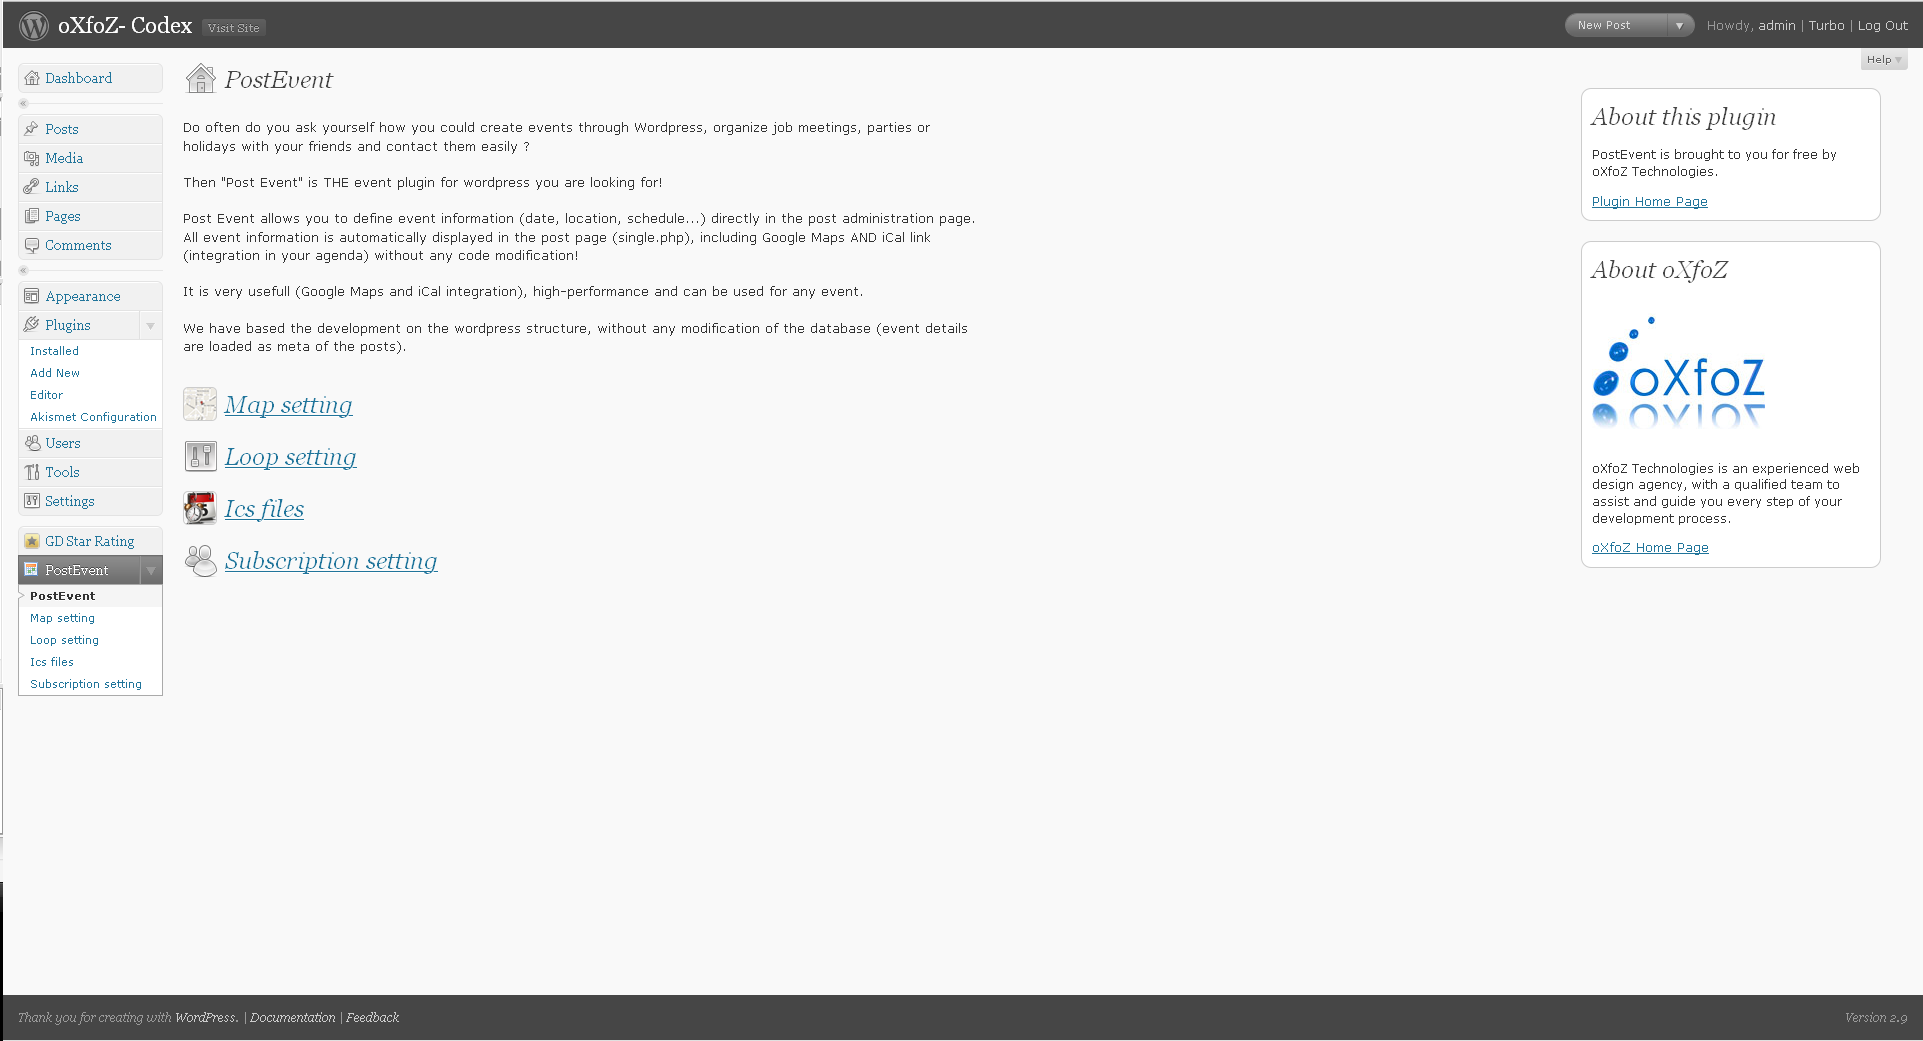 oXfoZ- Codex
Visit Site
New Post
Howdy, admin | Turbo | Log Out
Help
Dashboard
Posts
Media
Links
Pages
Comments
Appearance
Plugins
Installed
Add New
Editor
Akismet Configuration
Users
Tools
Settings
GD Star Rating
PostEvent
PostEvent
Map setting
Loop setting
Ics files
Subscription setting
PostEvent
Do often do you ask yourself how you could create events through Wordpress, organize job meetings, parties or
holidays with your friends and contact them easily ?
Then "Post Event" is THE event plugin for wordpress you are looking for!
Post Event allows you to define event information (date, location, schedule...) directly in the post administration page.
All event information is automatically displayed in the post page (single.php), including Google Maps AND iCal link
(integration in your agenda) without any code modification!
It is very usefull (Google Maps and iCal integration), high-performance and can be used for any event.
We have based the development on the wordpress structure, without any modification of the database (event details
are loaded as meta of the posts).
Map setting
Loop setting
Ics files
Subscription setting
About this plugin
PostEvent is brought to you for free by
oXfoZ Technologies.
Plugin Home Page
About oXfoZ
oXfoZ
oXfoZ Technologies is an experienced web
design agency, with a qualified team to
assist and guide you every step of your
development process.
oXfoZ Home Page
Thank you for creating with WordPress. | Documentation | Feedback
Version 2.9